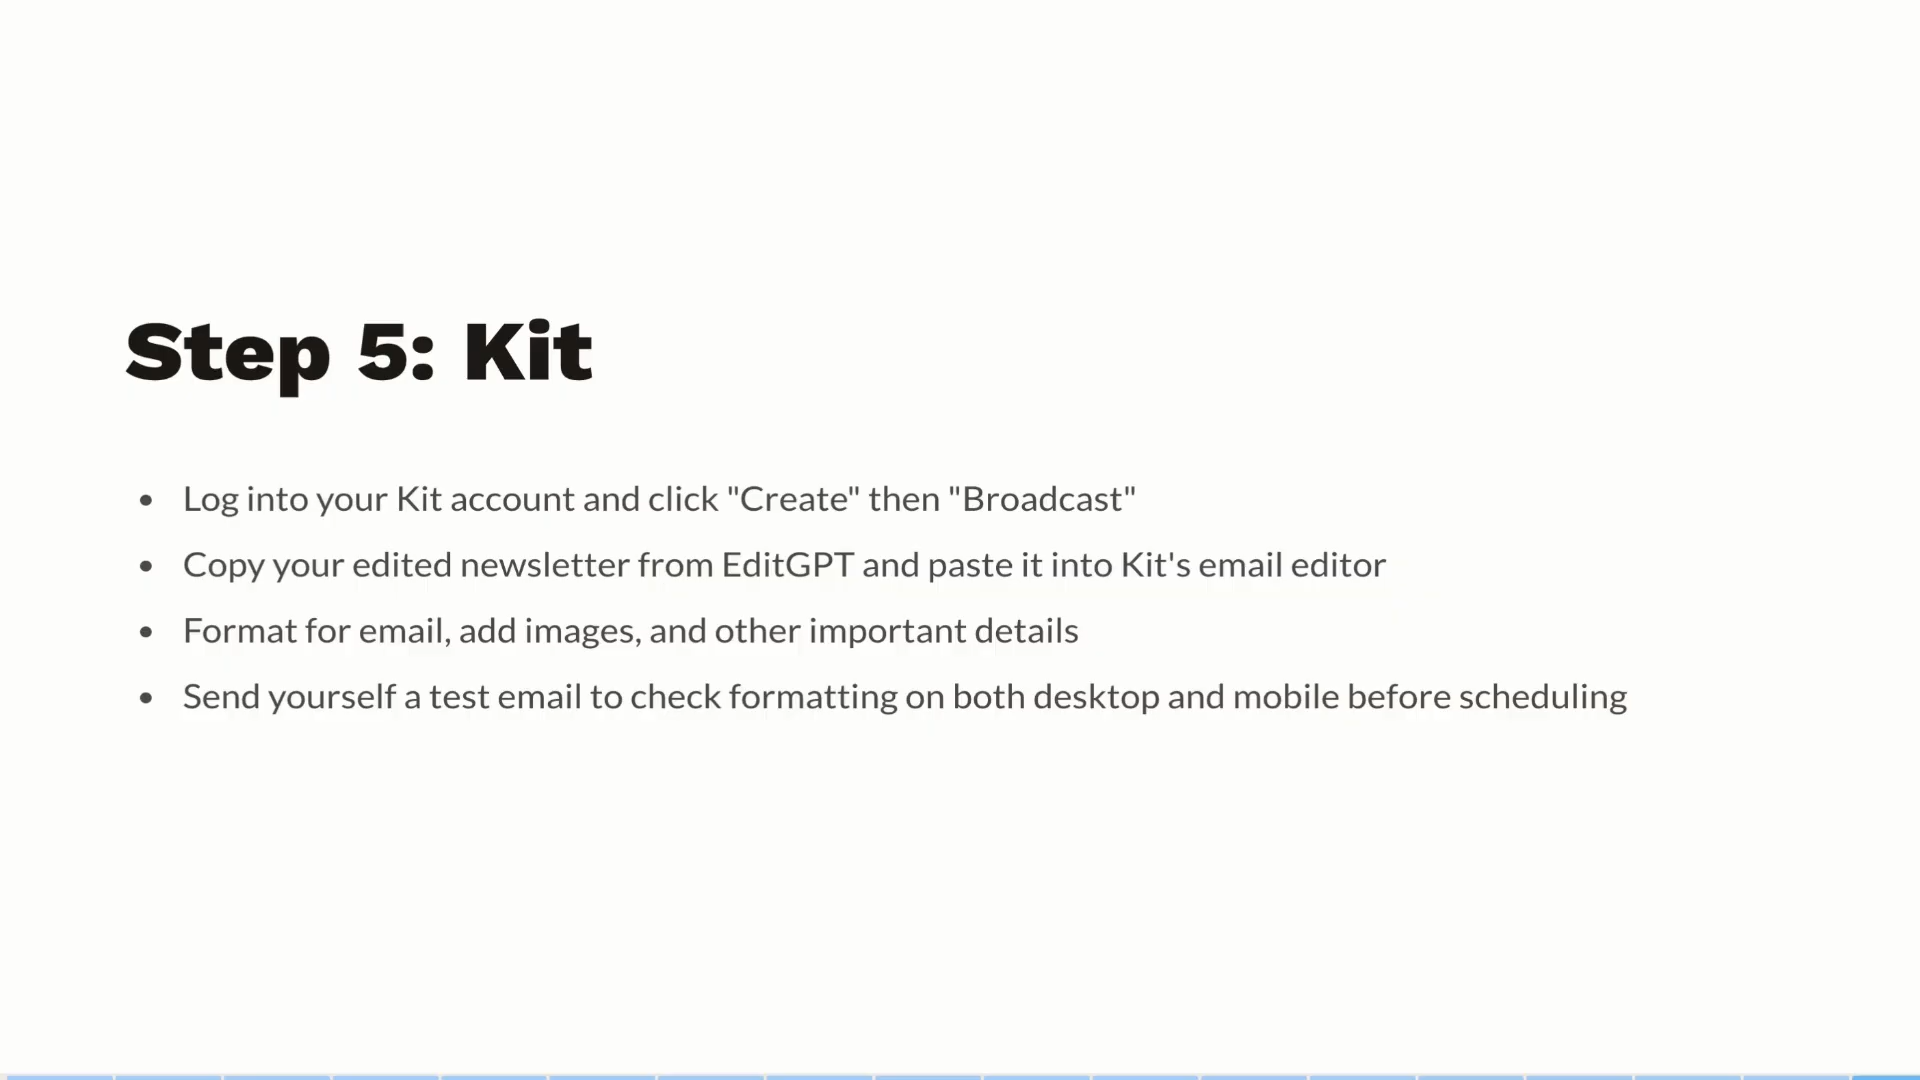 Step 5: Kit
• Log into your Kit account and click "Create" then "Broadcast"
• Copy your edited newsletter from EditGPT and paste it into Kit's email editor
• Format for email, add images, and other important details
• Send yourself a test email to check formatting on both desktop and mobile before scheduling